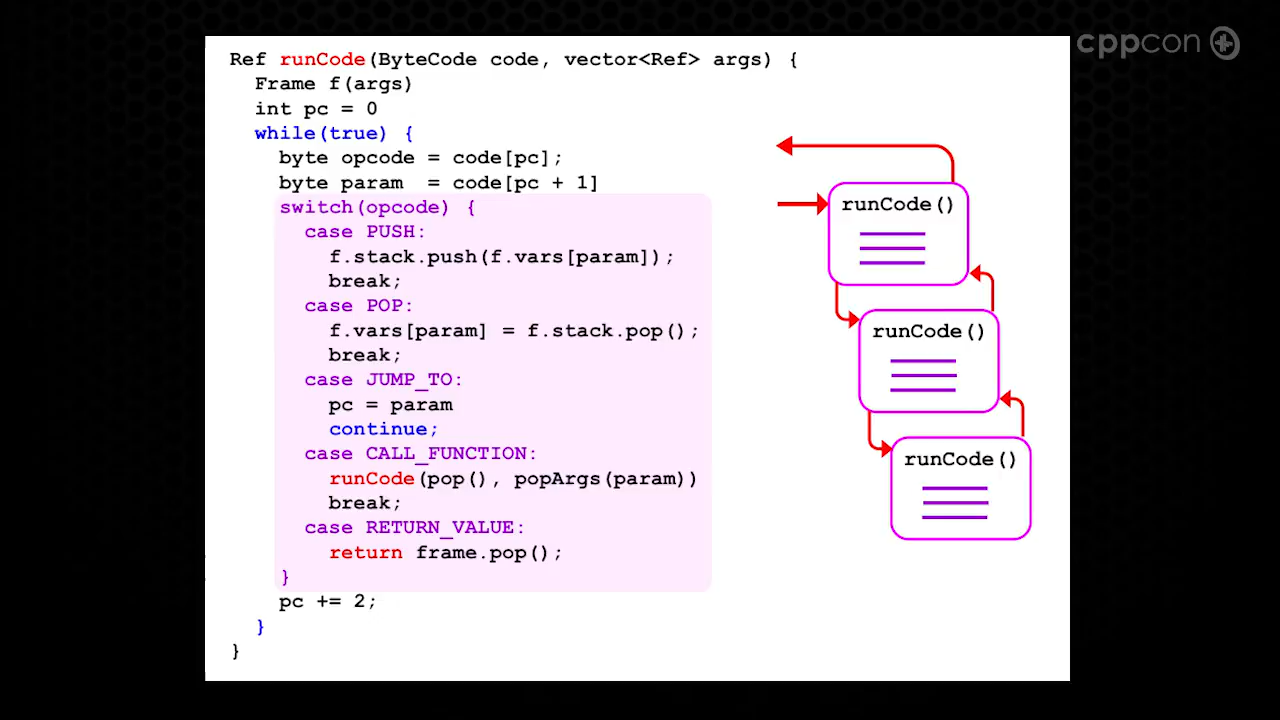 cppcon
Ref runCode(ByteCode code, vector<Ref> args) {
Frame f(args)
int pc = 0
while(true) {
byte opcode = code[pc];
byte param  = code[pc + 1]
switch(opcode) {
case PUSH:
f.stack.push(f.vars[param]);
break;
case POP:
f.vars[param] = f.stack.pop();
break;
case JUMP_TO:
pc = param
continue;
case CALL_FUNCTION:
runCode(pop(), popArgs(param))
break;
case RETURN_VALUE:
return frame.pop();
}
pc += 2;
}
}
runCode()
runCode()
runCode()